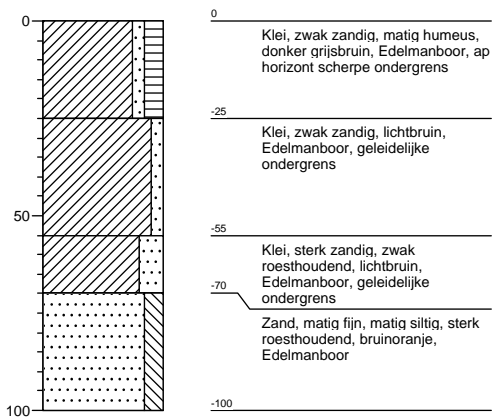 0
0
Klei, zwak zandig, matig humeus,
donker grijsbruin, Edelmanboor, ap
horizont scherpe ondergrens
-25
Klei, zwak zandig, lichtbruin,
Edelmanboor, geleidelijke
ondergrens
50
-55
Klei, sterk zandig, zwak
roesthoudend, lichtbruin,
Edelmanboor, geleidelijke
ondergrens
-70
Zand, matig fijn, matig siltig, sterk
roesthoudend, bruinoranje,
Edelmanboor
100
-100